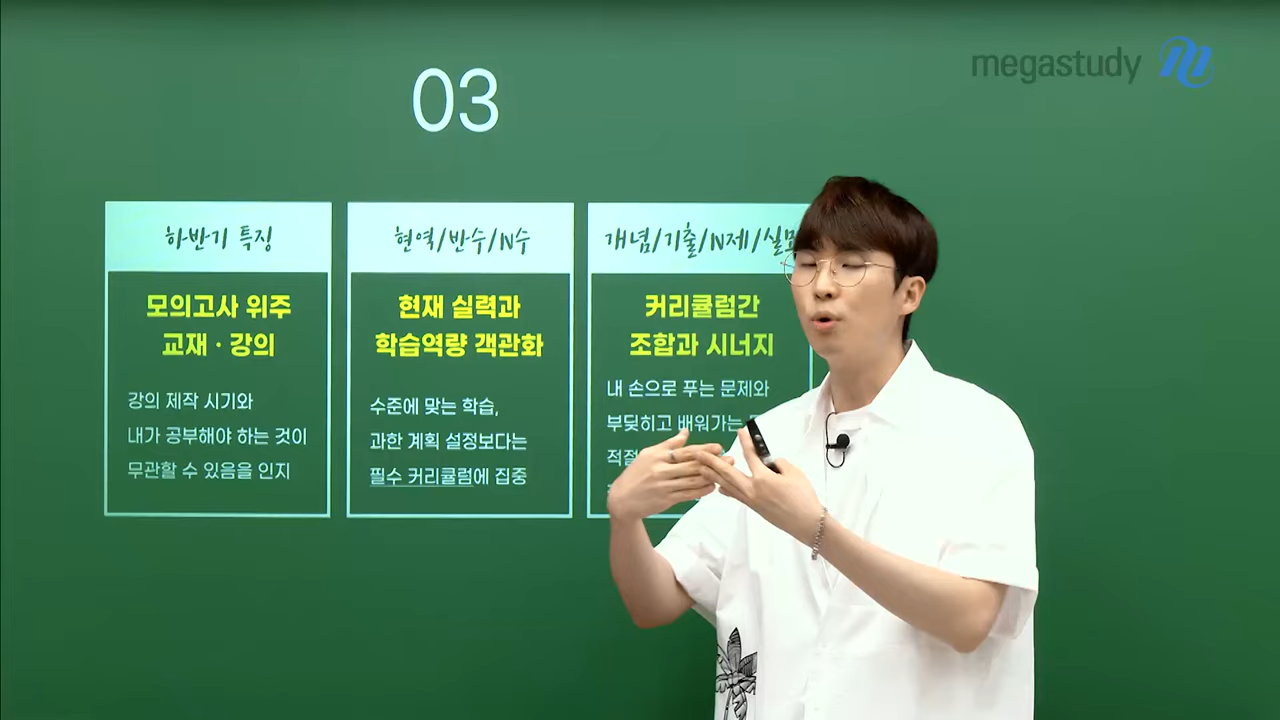 megastudy
03
하반기 특징
모의고사 위주
교재 · 강의
강의 제작 시기와
내가 공부해야 하는 것이
무관할 수 있음을 인지
현역/반수/N수
현재 실력과
학습역량 객관화
수준에 맞는 학습,
과한 계획 설정보다는
필수 커리큘럼에 집중
개념/기출/N제/실모
커리큘럼간
조합과 시너지
내 손으로 푸는 문제와
부딪히고 배워가는